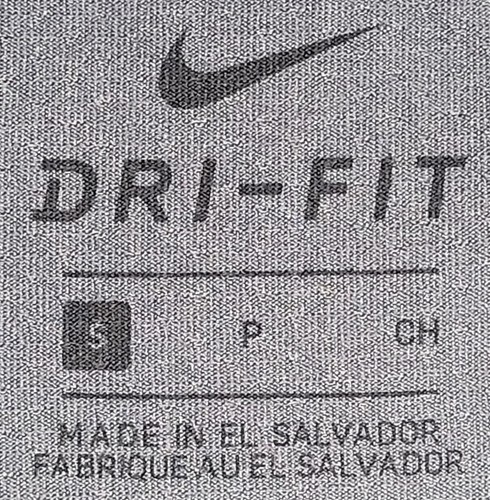 DRI-FIT
S P CH
MADE IN EL SALVADOR
FABRIQUE AU EL SALVADOR